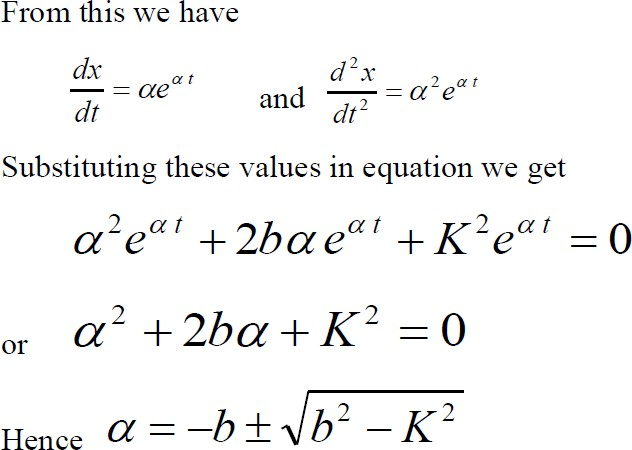 From this we have
dx/dt = αe^{αt} and d²x/dt² = α²e^{αt}
Substituting these values in equation we get
α²e^{αt} + 2bαe^{αt} + K²e^{αt} = 0
or α² + 2bα + K² = 0
Hence α = −b ± √(b² − K²)